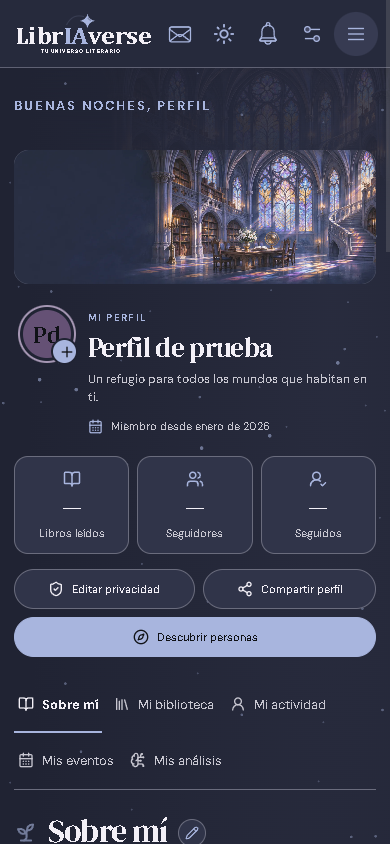 LibrIAverse
TU UNIVERSO LITERARIO
BUENAS NOCHES, PERFIL
Pd
MI PERFIL
Perfil de prueba
Un refugio para todos los mundos que habitan en
ti.
Miembro desde enero de 2026
— — —
Libros leídos Seguidores Seguidos
Editar privacidad Compartir perfil
Descubrir personas
Sobre mí Mi biblioteca Mi actividad
Mis eventos Mis análisis
Sobre mí